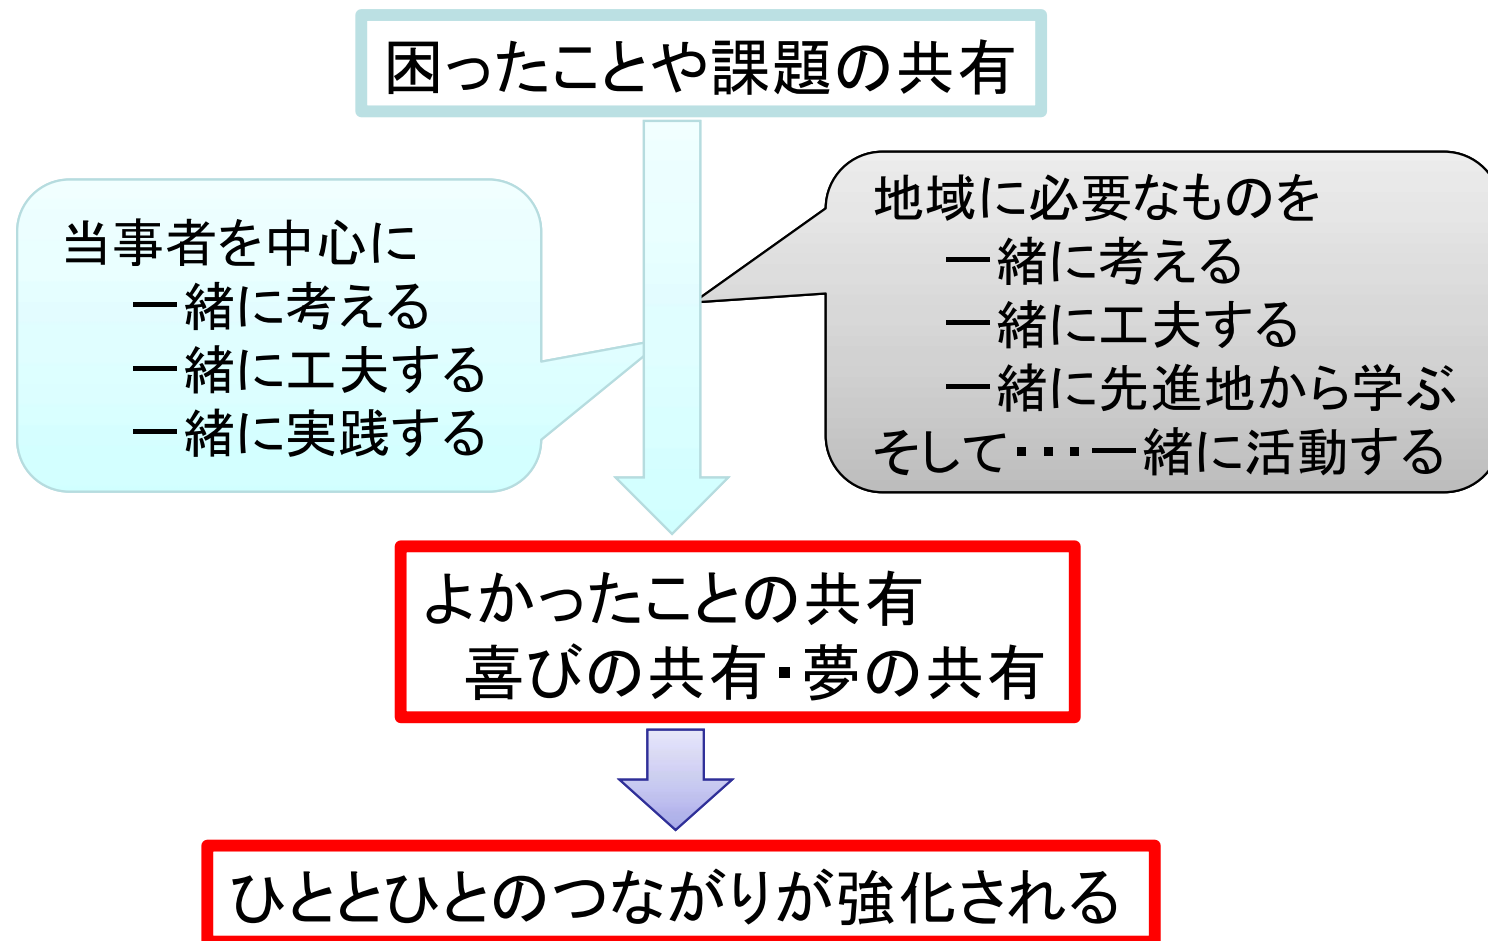 困ったことや課題の共有
当事者を中心に
一緒に考える
一緒に工夫する
一緒に実践する
地域に必要なものを
一緒に考える
一緒に工夫する
一緒に先進地から学ぶ
そして・・・一緒に活動する
よかったことの共有
喜びの共有・夢の共有
ひととひとのつながりが強化される